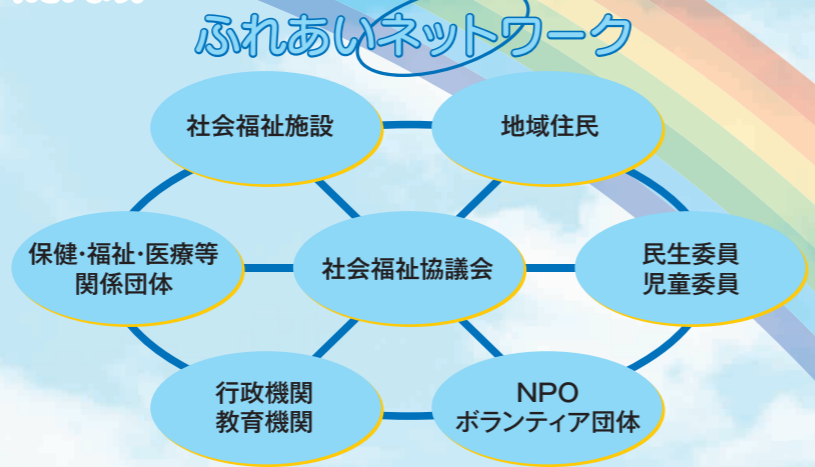 ふれあいネットワーク
社会福祉施設
地域住民
保健・福祉・医療等
関係団体
社会福祉協議会
民生委員
児童委員
行政機関
教育機関
NPO
ボランティア団体